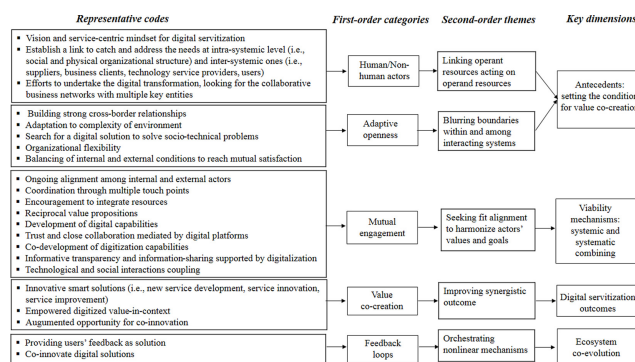 Representative codes
First-order categories
Second-order themes
Key dimensions
▪ Vision and service-centric mindset for digital servitization
▪ Establish a link to catch and address the needs at intra-systemic level (i.e.,
social and physical organizational structure) and inter-systemic ones (i.e.,
suppliers, business clients, technology service providers, users)
▪ Efforts to undertake the digital transformation, looking for the collaborative
business networks with multiple key entities
Human/Non-
human actors
Linking operant
resources acting on
operand resources
▪ Building strong cross-border relationships
▪ Adaptation to complexity of environment
▪ Search for a digital solution to solve socio-technical problems
▪ Organizational flexibility
▪ Balancing of internal and external conditions to reach mutual satisfaction
Adaptive
openness
Blurring boundaries
within and among
interacting systems
Antecedents:
setting the condition
for value co-creation
▪ Ongoing alignment among internal and external actors
▪ Coordination through multiple touch points
▪ Encouragement to integrate resources
▪ Reciprocal value propositions
▪ Development of digital capabilities
▪ Trust and close collaboration mediated by digital platforms
▪ Co-development of digitization capabilities
▪ Informative transparency and information-sharing supported by digitalization
▪ Technological and social interactions coupling
Mutual
engagement
Seeking fit alignment
to harmonize actors’
values and goals
Viability
mechanisms:
systemic and
systematic
combining
▪ Innovative smart solutions (i.e., new service development, service innovation,
service improvement)
▪ Empowered digitized value-in-context
▪ Augmented opportunity for co-innovation
Value
co-creation
Improving synergistic
outcome
Digital servitization
outcomes
▪ Providing users’ feedback as solution
▪ Co-innovate digital solutions
Feedback
loops
Orchestrating
nonlinear mechanisms
Ecosystem
co-evolution